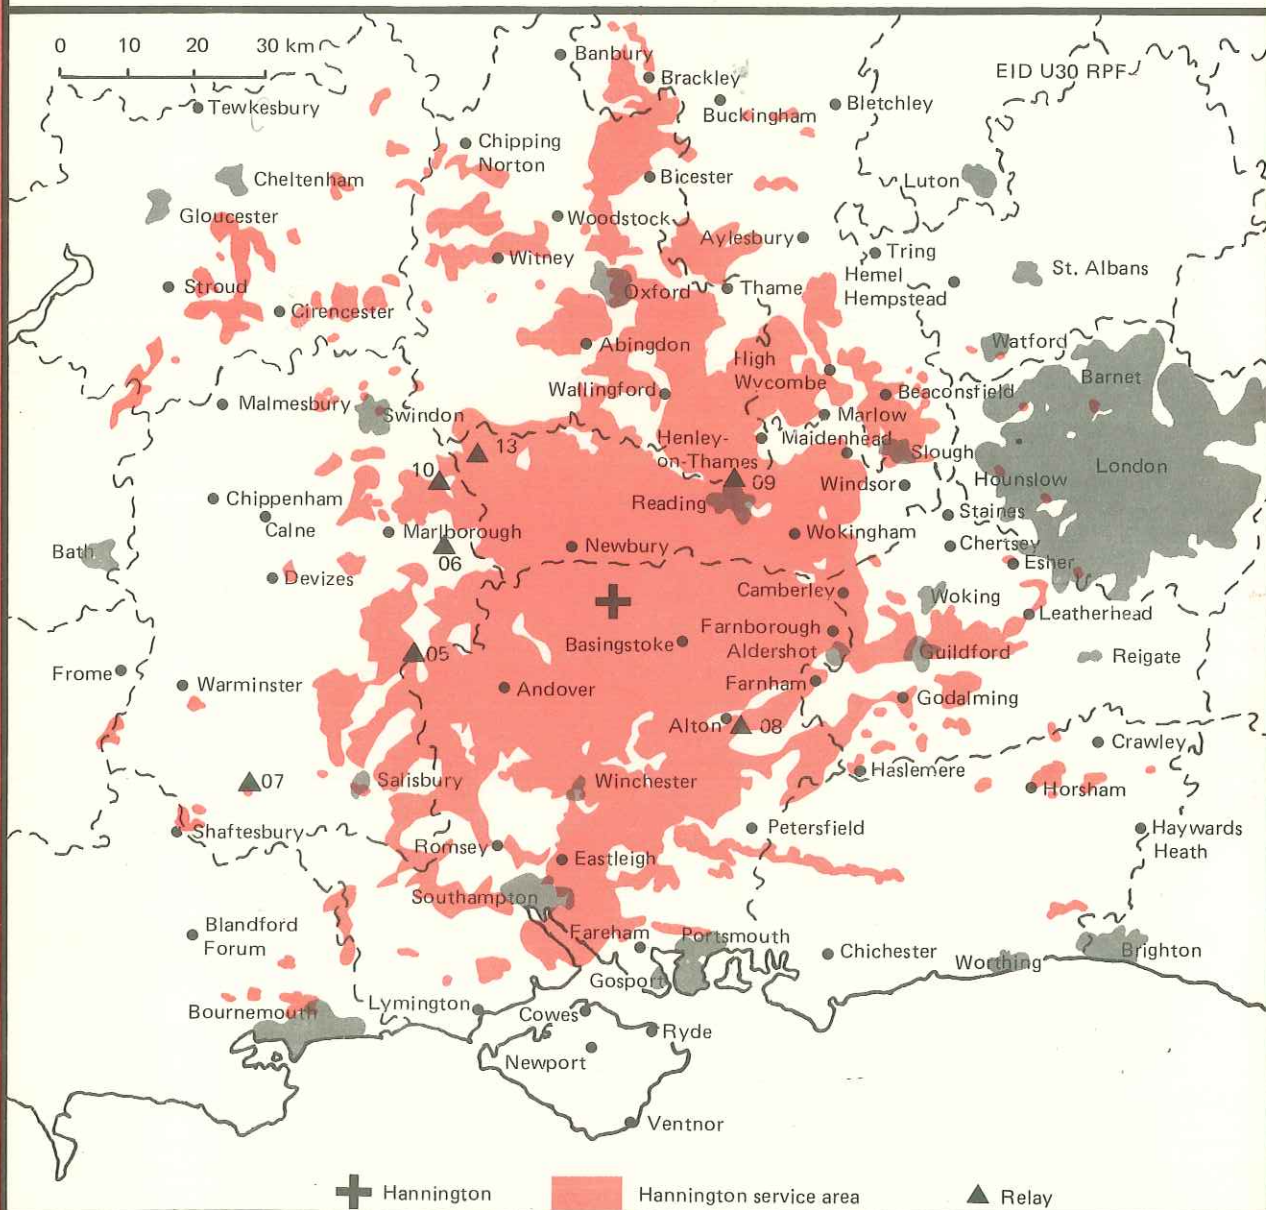 0 10 20 30 km
EID U30 RPF
Banbury
Brackley
Buckingham
Bletchley
Tewkesbury
Chipping
Norton
Cheltenham
Bicester
Luton
Gloucester
Woodstock
Aylesbury
Tring
Witney
Hemel
Hempstead
St. Albans
Stroud
Oxford
Thame
Cirencester
Abingdon
Watford
High
Wycombe
Barnet
Wallingford
Beaconsfield
Malmesbury
Swindon
Marlow
Henley-
on-Thames
Maidenhead
13
Slough
London
10
Hounslow
09
Windsor
Chippenham
Reading
Staines
Calne
Marlborough
Wokingham
Chertsey
Bath
Newbury
06
Esher
Devizes
Camberley
Woking
Leatherhead
Farnborough
Basingstoke
Aldershot
Guildford
Reigate
05
Frome
Warminster
Andover
Farnham
Godalming
Alton
08
Crawley
Haslemere
07
Salisbury
Winchester
Horsham
Shaftesbury
Petersfield
Haywards
Heath
Romsey
Eastleigh
Southampton
Blandford
Forum
Fareham
Portsmouth
Chichester
Worthing
Brighton
Gosport
Bournemouth
Lymington
Cowes
Ryde
Newport
Ventnor
Hannington
Hannington service area
Relay